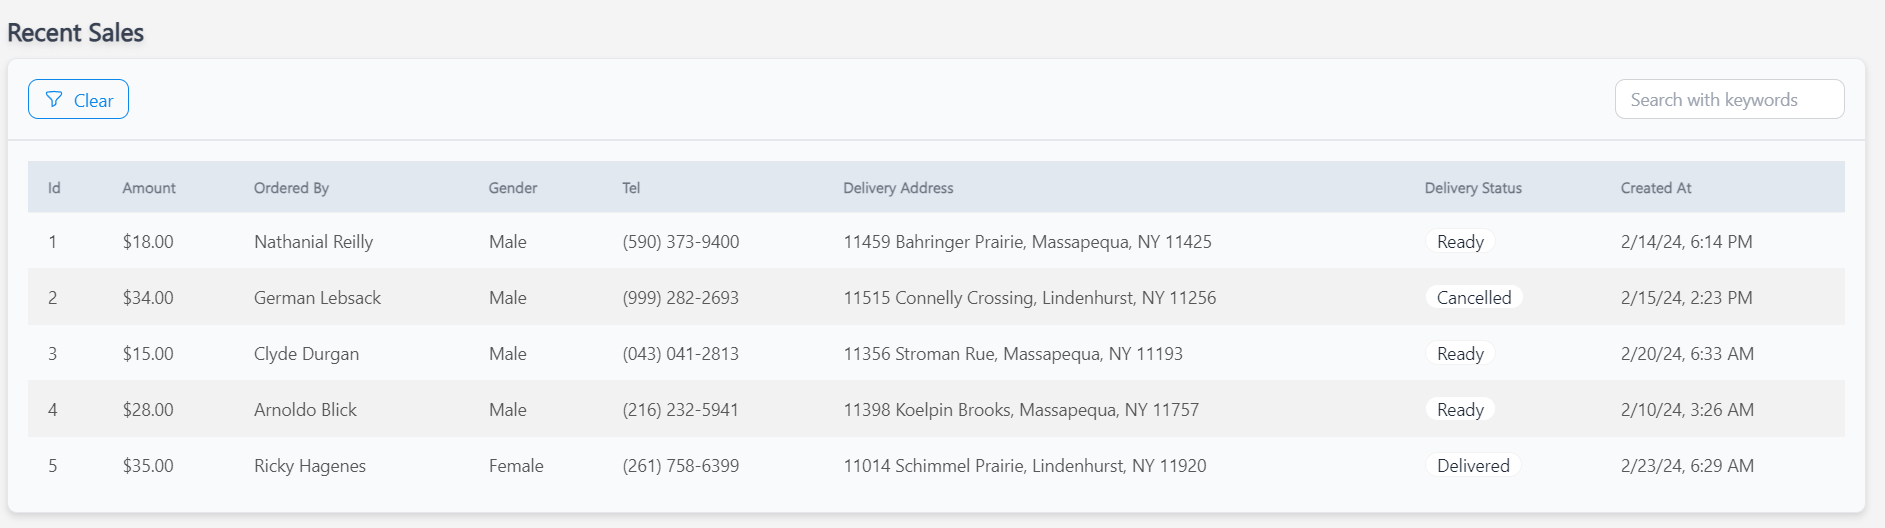 Recent Sales
Clear
Search with keywords
Id Amount Ordered By Gender Tel Delivery Address Delivery Status Created At
1 $18.00 Nathanial Reilly Male (590) 373-9400 11459 Bahringer Prairie, Massapequa, NY 11425 Ready 2/14/24, 6:14 PM
2 $34.00 German Lebsack Male (999) 282-2693 11515 Connelly Crossing, Lindenhurst, NY 11256 Cancelled 2/15/24, 2:23 PM
3 $15.00 Clyde Durgan Male (043) 041-2813 11356 Stroman Rue, Massapequa, NY 11193 Ready 2/20/24, 6:33 AM
4 $28.00 Arnoldo Blick Male (216) 232-5941 11398 Koelpin Brooks, Massapequa, NY 11757 Ready 2/10/24, 3:26 AM
5 $35.00 Ricky Hagenes Female (261) 758-6399 11014 Schimmel Prairie, Lindenhurst, NY 11920 Delivered 2/23/24, 6:29 AM